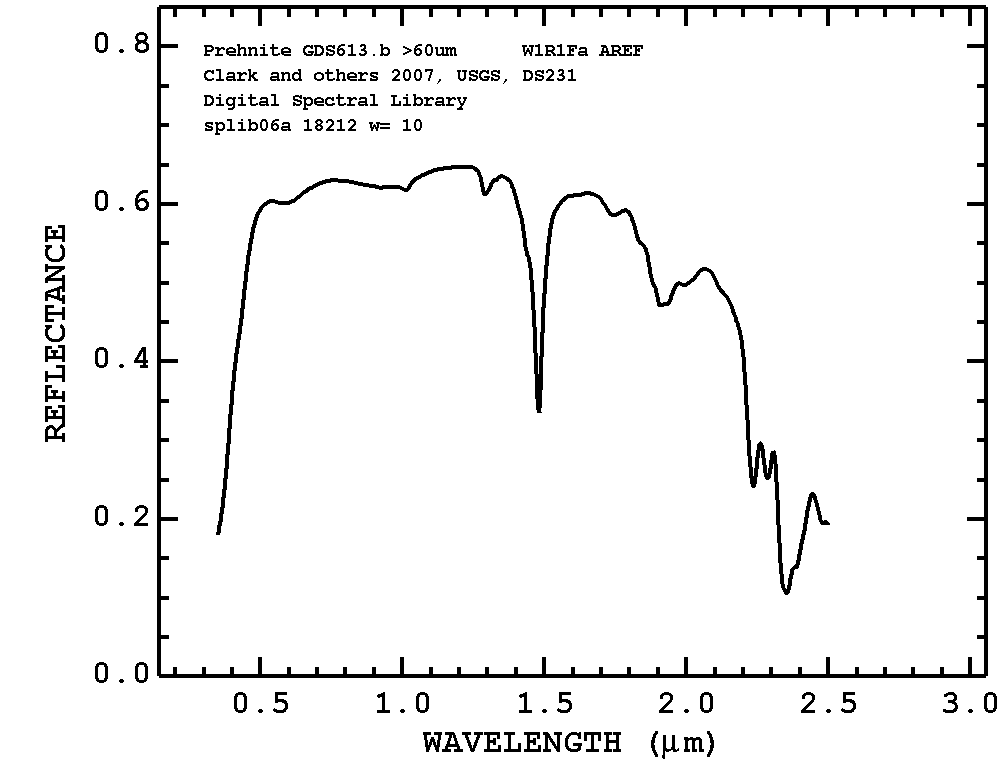 Prehnite GDS613.b >60um W1R1Fa AREF
Clark and others 2007, USGS, DS231
Digital Spectral Library
splib06a 18212 w= 10
REFLECTANCE
0.8
0.6
0.4
0.2
0.0
0.5 1.0 1.5 2.0 2.5 3.0
WAVELENGTH (μm)